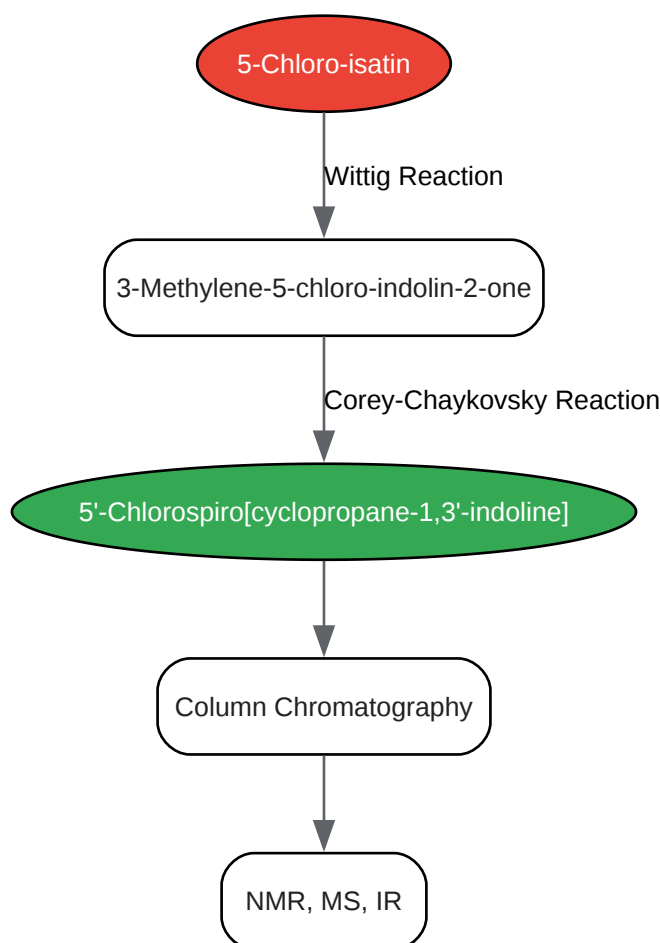 5-Chloro-isatin
Wittig Reaction
3-Methylene-5-chloro-indolin-2-one
Corey-Chaykovsky Reaction
5'-Chlorospiro[cyclopropane-1,3'-indoline]
Column Chromatography
NMR, MS, IR